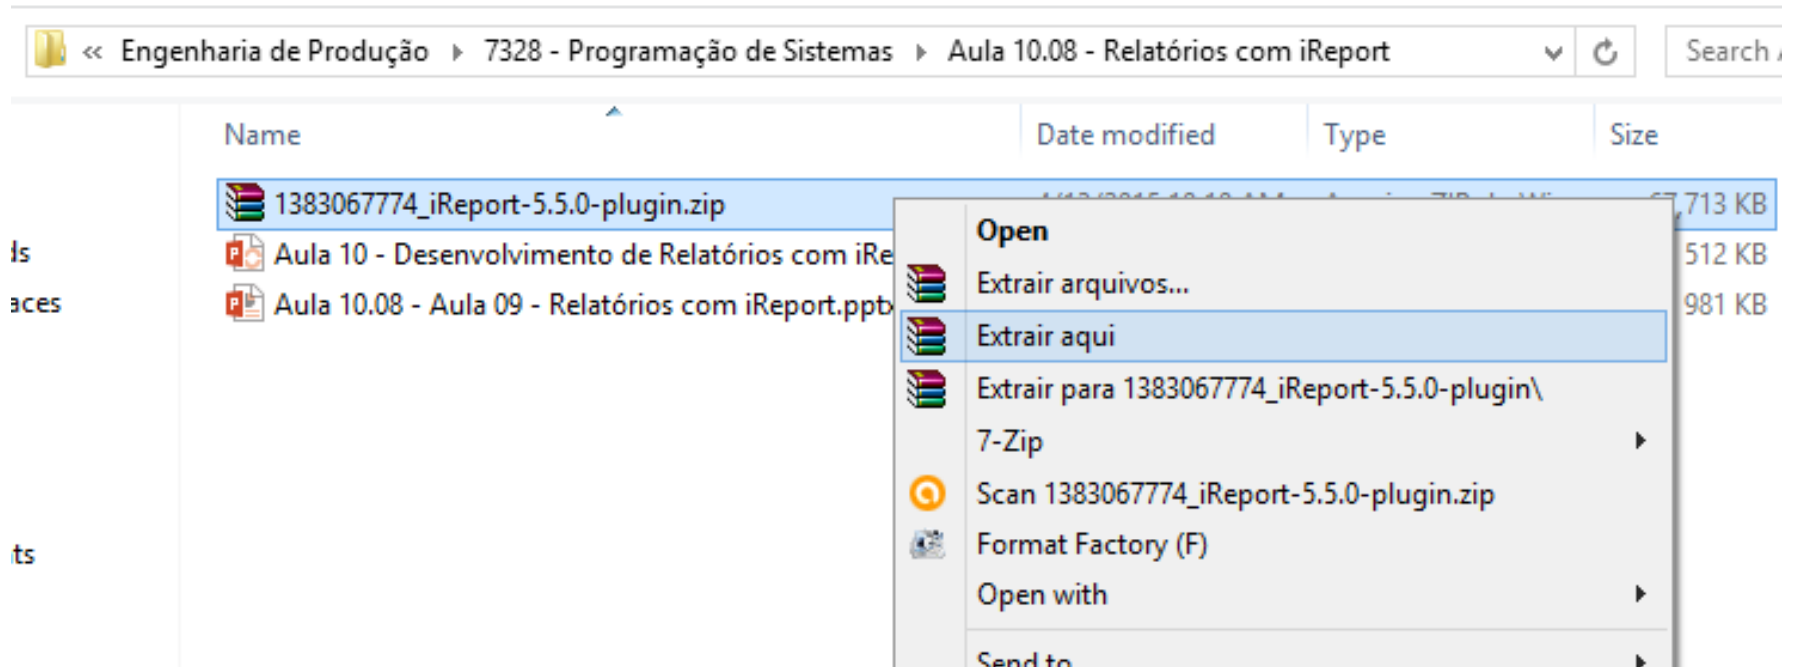 « Engenharia de Produção ▸ 7328 - Programação de Sistemas ▸ Aula 10.08 - Relatórios com iReport
Search
Name Date modified Type Size
1383067774_iReport-5.5.0-plugin.zip 67,713 KB
Aula 10 - Desenvolvimento de Relatórios com iRe 512 KB
Aula 10.08 - Aula 09 - Relatórios com iReport.pptx 981 KB
ds
aces
ts
Open
Extrair arquivos...
Extrair aqui
Extrair para 1383067774_iReport-5.5.0-plugin\
7-Zip
Scan 1383067774_iReport-5.5.0-plugin.zip
Format Factory (F)
Open with
Send to